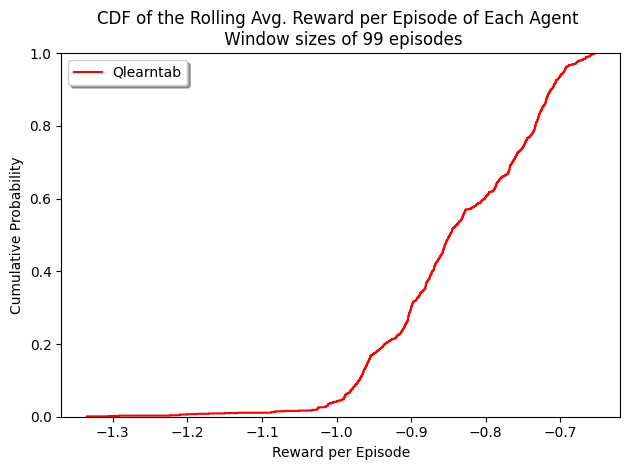 CDF of the Rolling Avg. Reward per Episode of Each Agent
Window sizes of 99 episodes
Qlearntab
Cumulative Probability
1.0
0.8
0.6
0.4
0.2
0.0
−1.3 −1.2 −1.1 −1.0 −0.9 −0.8 −0.7
Reward per Episode